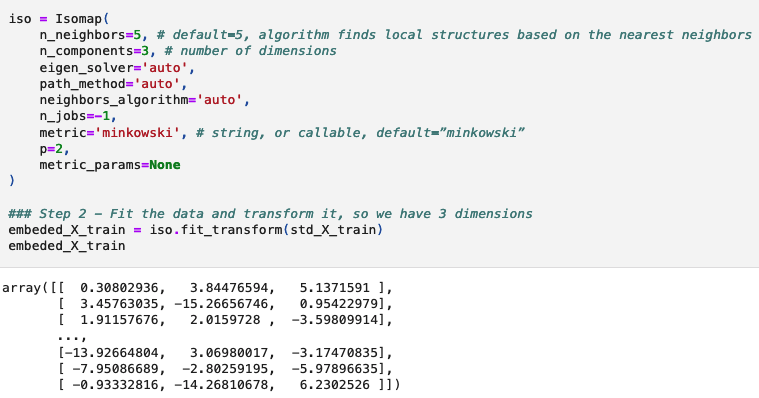 iso = Isomap(
    n_neighbors=5, # default=5, algorithm finds local structures based on the nearest neighbors
    n_components=3, # number of dimensions
    eigen_solver='auto',
    path_method='auto',
    neighbors_algorithm='auto',
    n_jobs=-1,
    metric='minkowski', # string, or callable, default=”minkowski”
    p=2,
    metric_params=None
)
### Step 2 - Fit the data and transform it, so we have 3 dimensions
embeded_X_train = iso.fit_transform(std_X_train)
embeded_X_train
array([[  0.30802936,   3.84476594,   5.1371591 ],
       [  3.45763035, -15.26656746,   0.95422979],
       [  1.91157676,   2.0159728 ,  -3.59809914],
       ...,
       [-13.92664804,   3.06980017,  -3.17470835],
       [ -7.95086689,  -2.80259195,  -5.97896635],
       [ -0.93332816, -14.26810678,   6.2302526 ]])